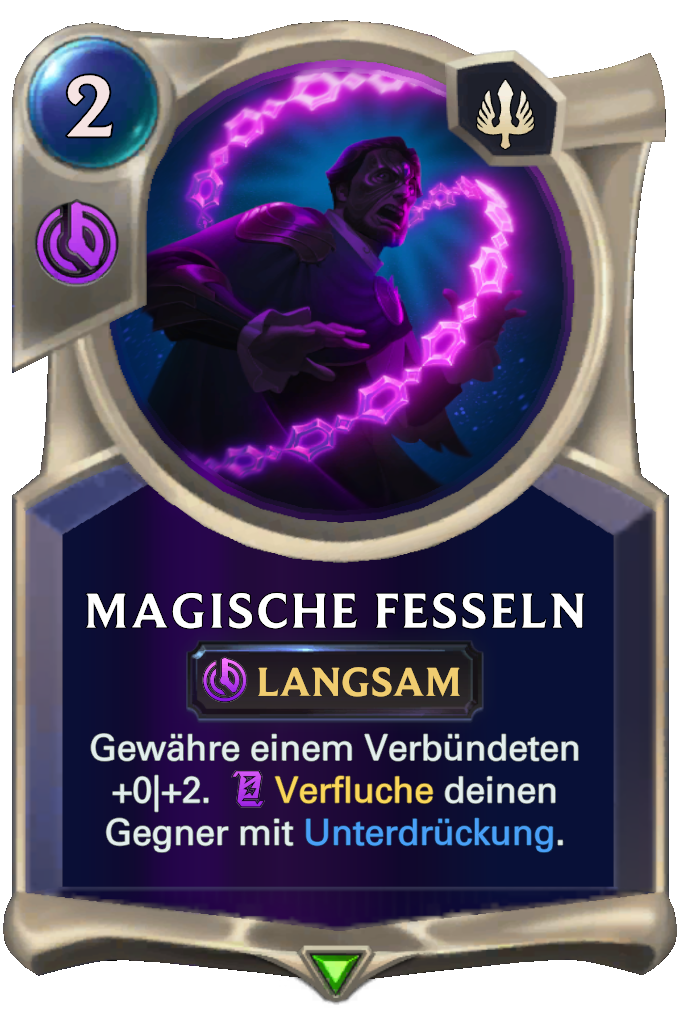 2
MAGISCHE FESSELN
LANGSAM
Gewähre einem Verbündeten
+0|+2. Verfluche deinen
Gegner mit Unterdrückung.